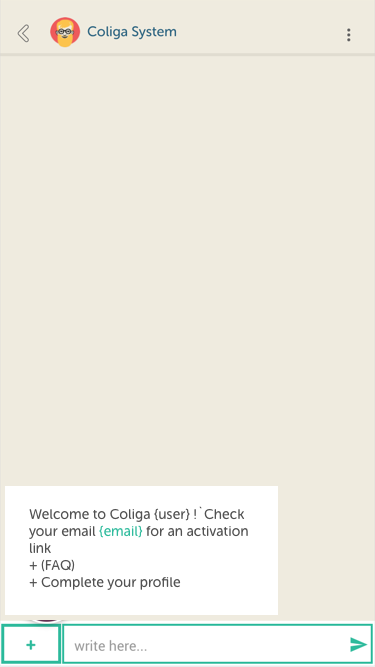 Coliga System
Welcome to Coliga {user} !`Check
your email {email} for an activation
link
+ (FAQ)
+ Complete your profile
+
write here...